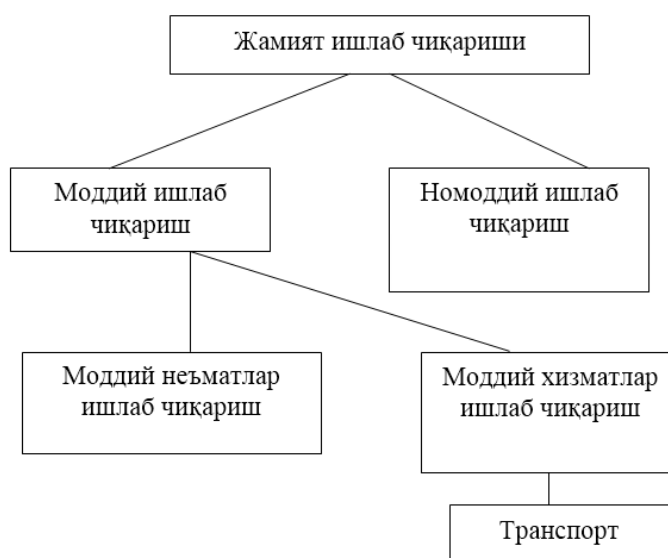 Жамият ишлаб чиқариши
Моддий ишлаб
чиқариш
Номоддий ишлаб
чиқариш
Моддий неъматлар
ишлаб чиқариш
Моддий хизматлар
ишлаб чиқариш
Транспорт